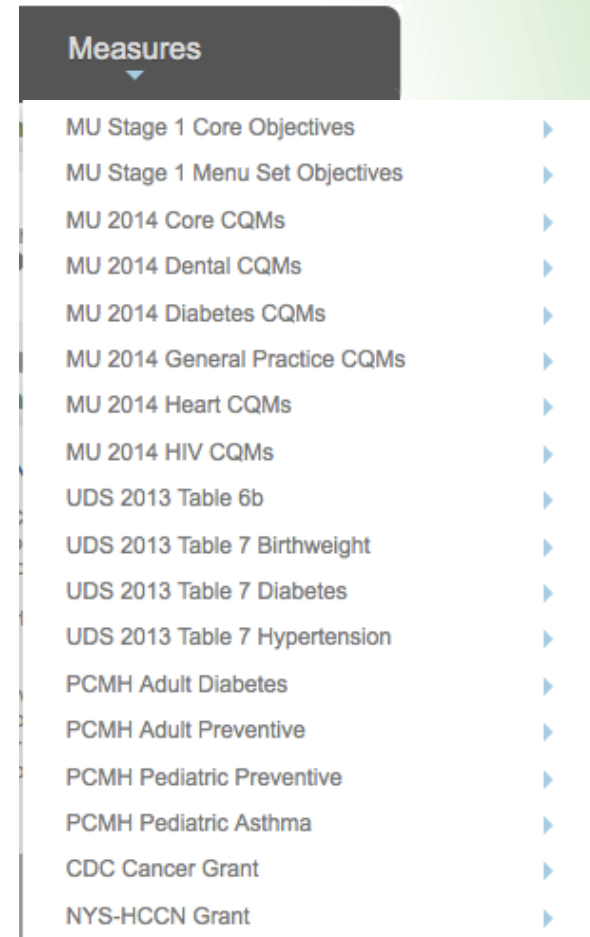 Measures
MU Stage 1 Core Objectives
MU Stage 1 Menu Set Objectives
MU 2014 Core CQMs
MU 2014 Dental CQMs
MU 2014 Diabetes CQMs
MU 2014 General Practice CQMs
MU 2014 Heart CQMs
MU 2014 HIV CQMs
UDS 2013 Table 6b
UDS 2013 Table 7 Birthweight
UDS 2013 Table 7 Diabetes
UDS 2013 Table 7 Hypertension
PCMH Adult Diabetes
PCMH Adult Preventive
PCMH Pediatric Preventive
PCMH Pediatric Asthma
CDC Cancer Grant
NYS-HCCN Grant